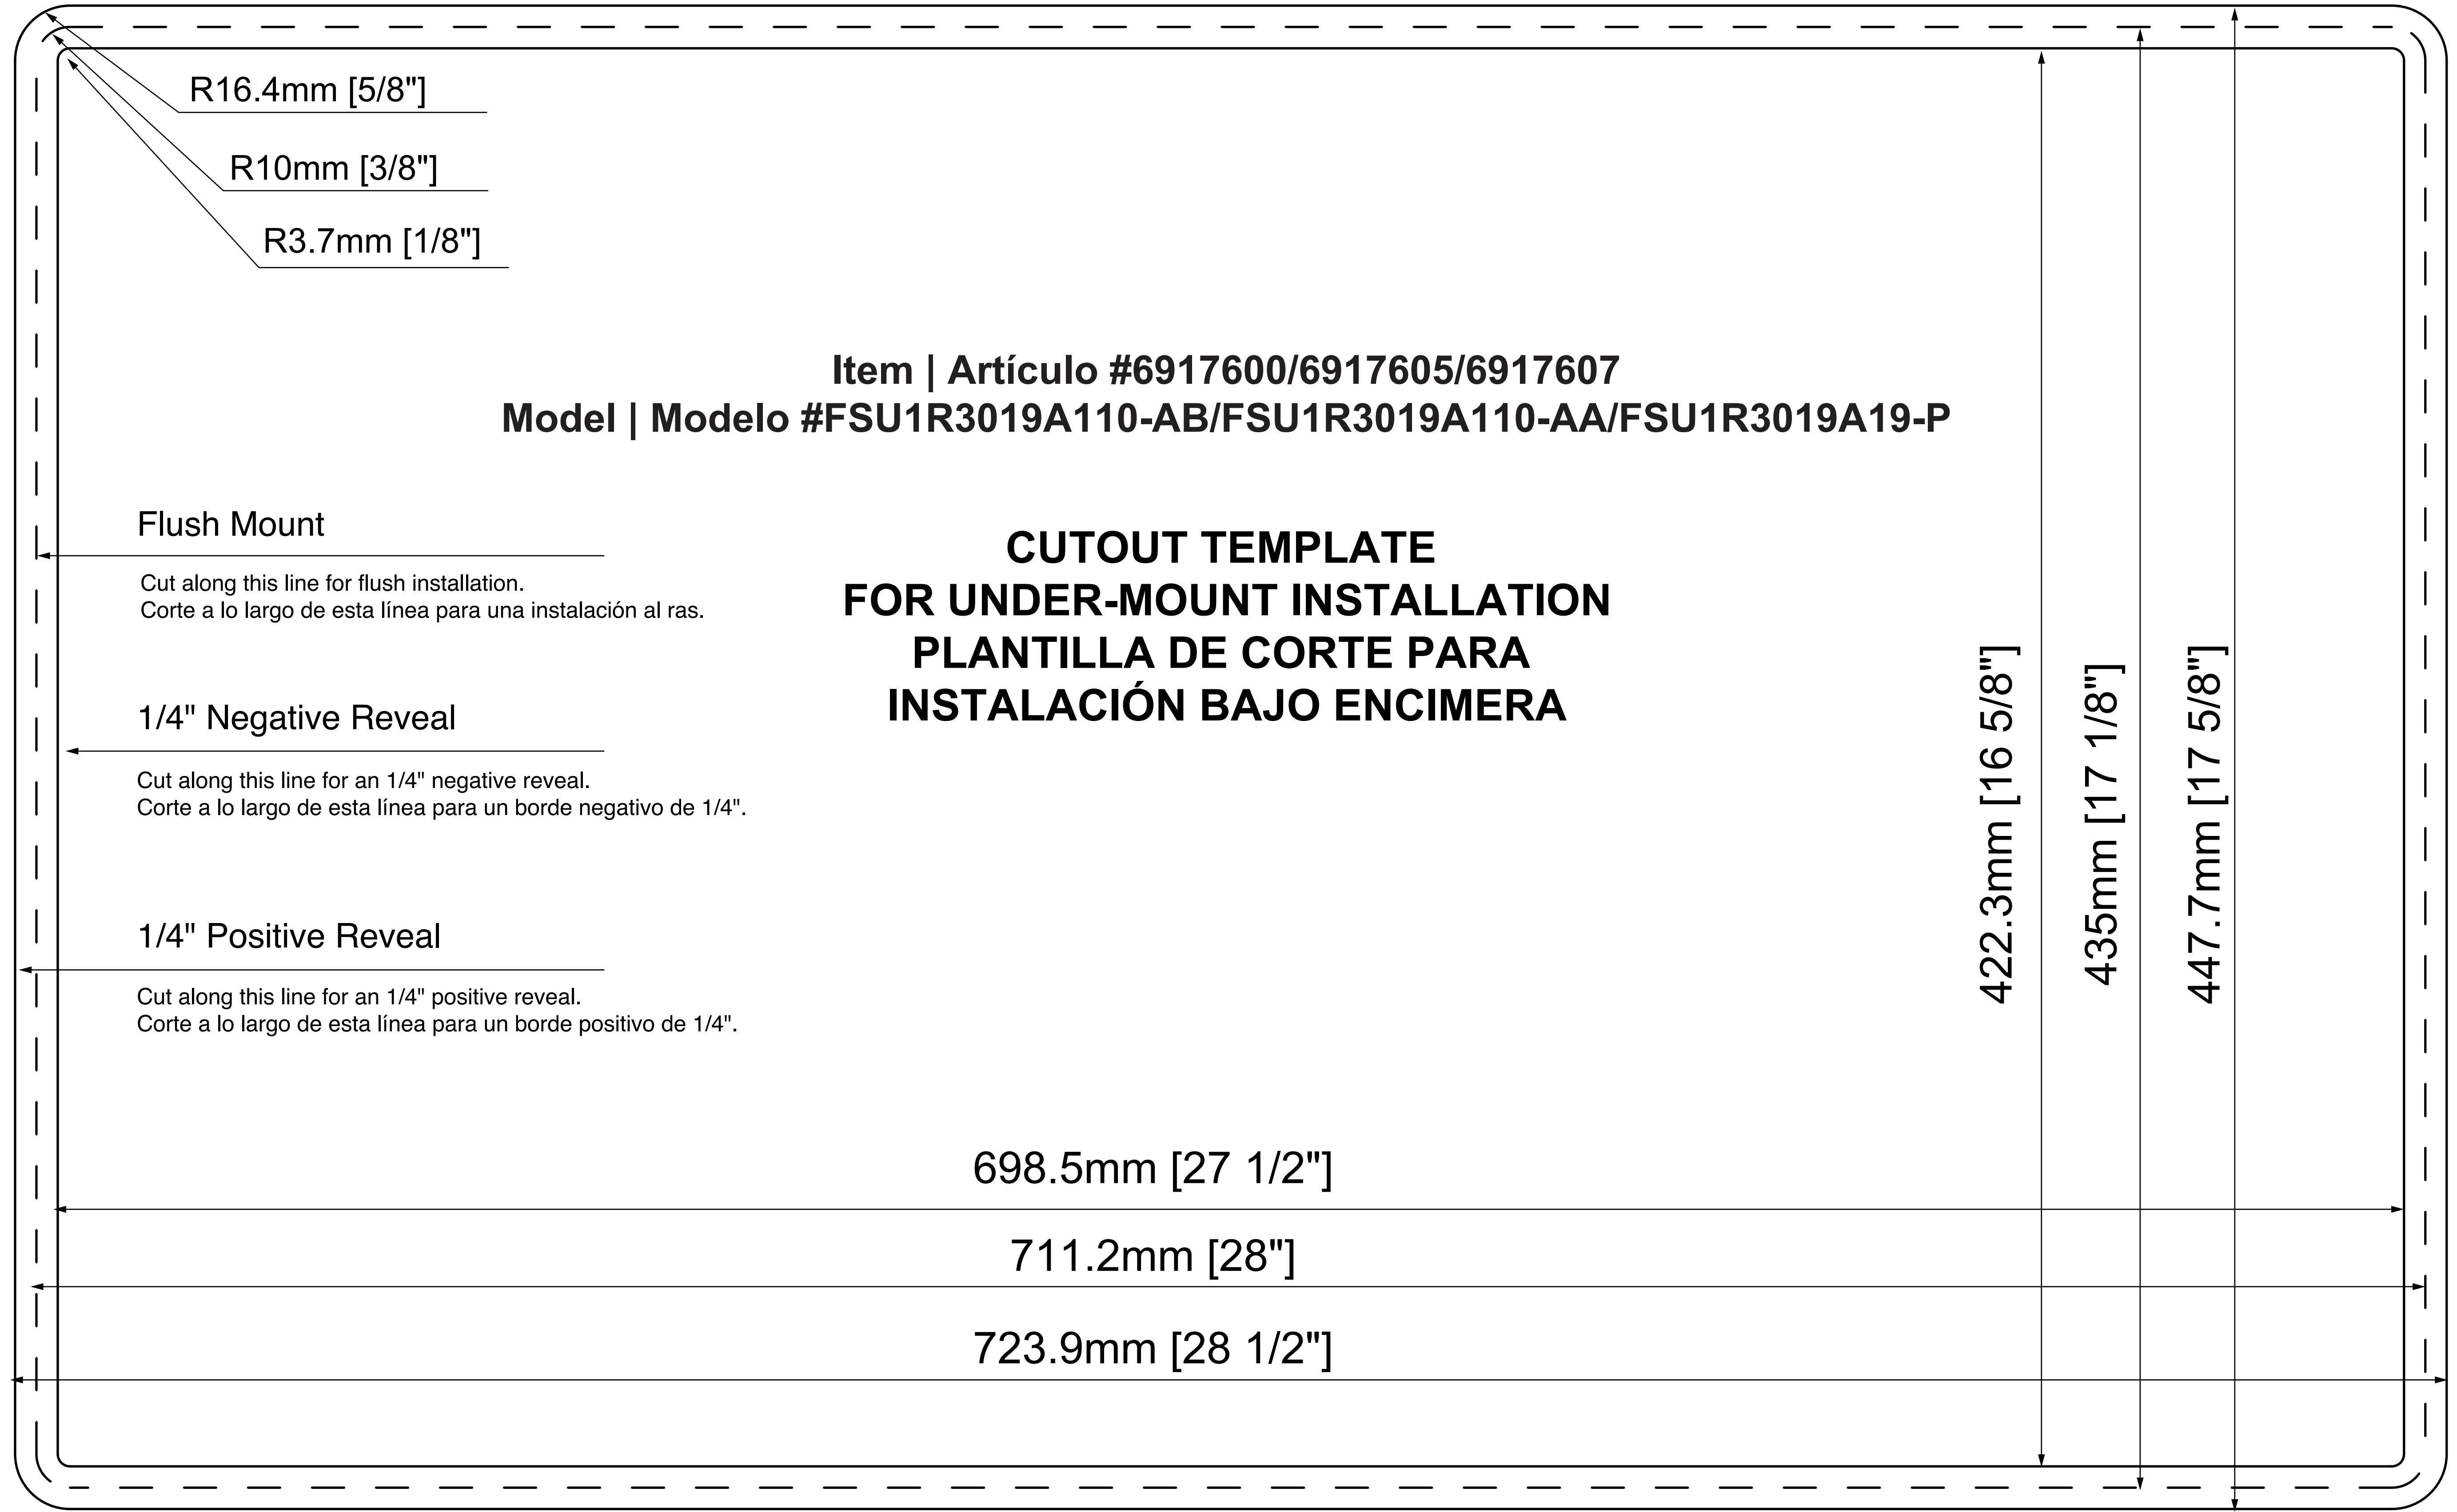 R16.4mm [5/8"]
R10mm [3/8"]
R3.7mm [1/8"]
Item | Artículo #6917600/6917605/6917607
Model | Modelo #FSU1R3019A110-AB/FSU1R3019A110-AA/FSU1R3019A19-P
Flush Mount
Cut along this line for flush installation.
Corte a lo largo de esta línea para una instalación al ras.
1/4" Negative Reveal
Cut along this line for an 1/4" negative reveal.
Corte a lo largo de esta línea para un borde negativo de 1/4".
1/4" Positive Reveal
Cut along this line for an 1/4" positive reveal.
Corte a lo largo de esta línea para un borde positivo de 1/4".
CUTOUT TEMPLATE
FOR UNDER-MOUNT INSTALLATION
PLANTILLA DE CORTE PARA
INSTALACIÓN BAJO ENCIMERA
422.3mm [16 5/8"]
435mm [17 1/8"]
447.7mm [17 5/8"]
698.5mm [27 1/2"]
711.2mm [28"]
723.9mm [28 1/2"]